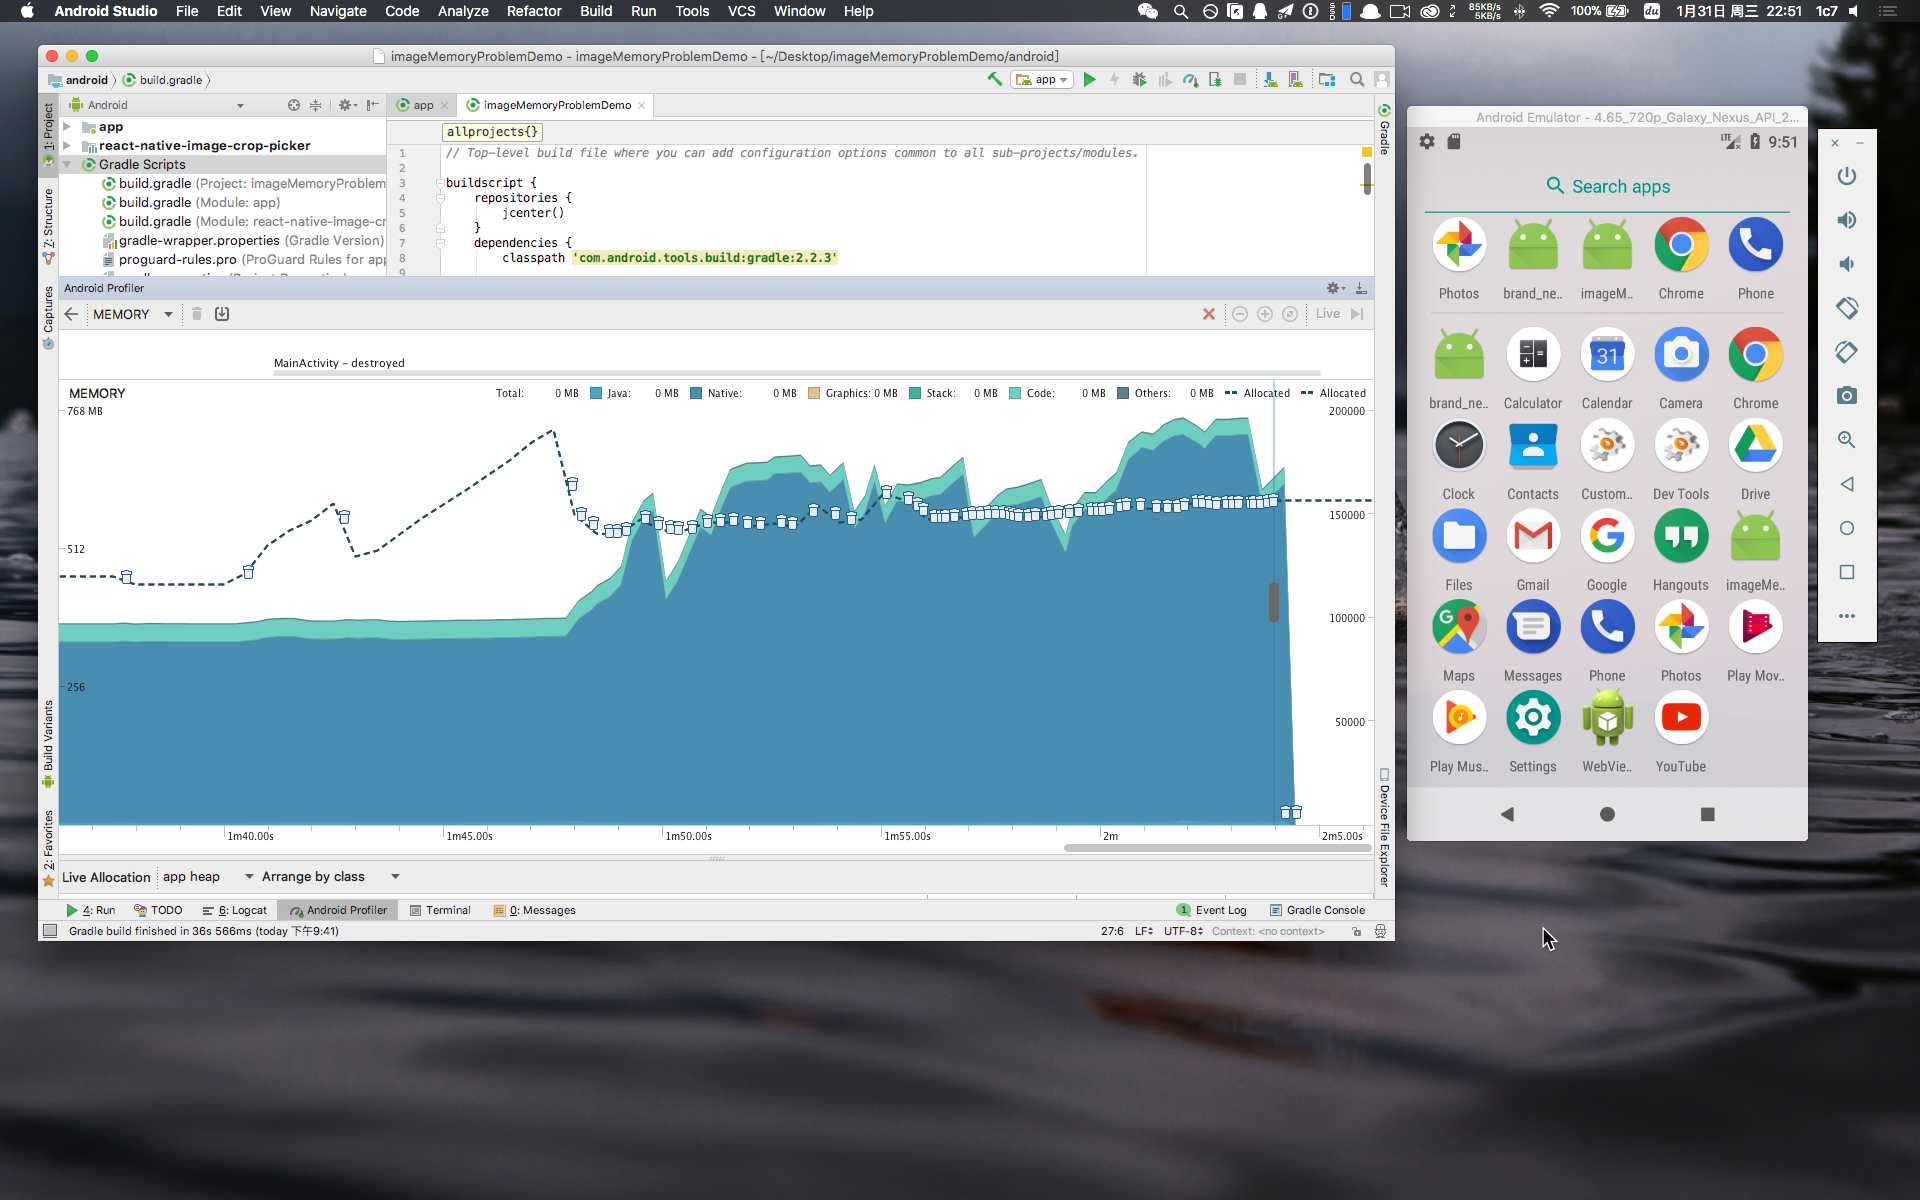 Android Studio File Edit View Navigate Code Analyze Refactor Build Run Tools VCS Window Help
85KB/s
5KB/s
100% du 1月31日 周三 22:51 1c7
imageMemoryProblemDemo - imageMemoryProblemDemo - [~/Desktop/imageMemoryProblemDemo/android]
android build.gradle
app
Android
app imageMemoryProblemDemo
1: Project
Z: Structure
Captures
Build Variants
2: Favorites
app
react-native-image-crop-picker
Gradle Scripts
build.gradle (Project: imageMemoryProblem
build.gradle (Module: app)
build.gradle (Module: react-native-image-cr
gradle-wrapper.properties (Gradle Version)
proguard-rules.pro (ProGuard Rules for app
allprojects{}
1 // Top-level build file where you can add configuration options common to all sub-projects/modules.
2
3 buildscript {
4 repositories {
5 jcenter()
6 }
7 dependencies {
8 classpath 'com.android.tools.build:gradle:2.2.3'
9
Gradle
Device File Explorer
Android Profiler
MEMORY
Live
MainActivity - destroyed
MEMORY
Total: 0 MB Java: 0 MB Native: 0 MB Graphics: 0 MB Stack: 0 MB Code: 0 MB Others: 0 MB Allocated Allocated
768 MB
512
256
200000
150000
100000
50000
1m40.00s 1m45.00s 1m50.00s 1m55.00s 2m 2m5.00s
Live Allocation app heap Arrange by class
4: Run TODO 6: Logcat Android Profiler Terminal 0: Messages 1 Event Log Gradle Console
Gradle build finished in 36s 566ms (today 下午9:41)
27:6 LF UTF-8 Context: <no context>
Android Emulator - 4.65_720p_Galaxy_Nexus_API_2...
LTE 9:51
Search apps
Photos brand_ne.. imageM.. Chrome Phone
31
brand_ne.. Calculator Calendar Camera Chrome
Clock Contacts Custom.. Dev Tools Drive
Files Gmail Google Hangouts imageMe..
Maps Messages Phone Photos Play Mov..
Play Mus.. Settings WebVie.. YouTube